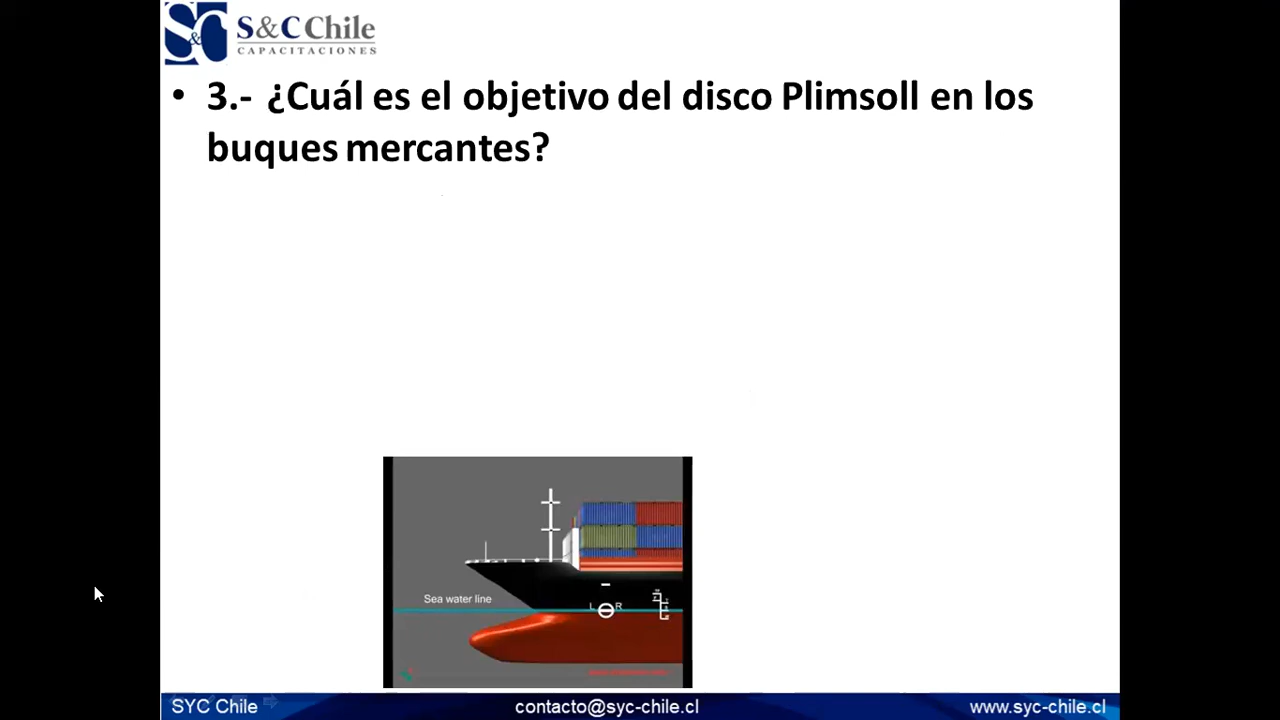 S&C Chile
CAPACITACIONES
• 3.- ¿Cuál es el objetivo del disco Plimsoll en los
buques mercantes?
Sea water line
L R
SYC Chile contacto@syc-chile.cl www.syc-chile.cl